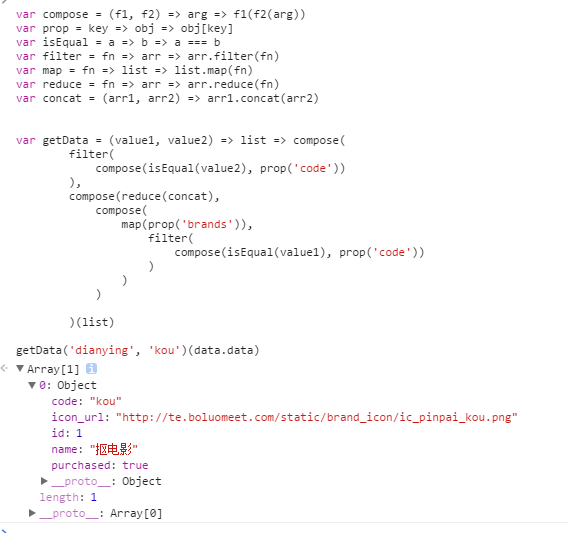 var compose = (f1, f2) => arg => f1(f2(arg))
var prop = key => obj => obj[key]
var isEqual = a => b => a === b
var filter = fn => arr => arr.filter(fn)
var map = fn => list => list.map(fn)
var reduce = fn => arr => arr.reduce(fn)
var concat = (arr1, arr2) => arr1.concat(arr2)
var getData = (value1, value2) => list => compose(
filter(
compose(isEqual(value2), prop('code'))
),
compose(reduce(concat),
compose(
map(prop('brands')),
filter(
compose(isEqual(value1), prop('code'))
)
)
)
)(list)
getData('dianying', 'kou')(data.data)
Array[1]
0: Object
code: "kou"
icon_url: "http://te.boluomeet.com/static/brand_icon/ic_pinpai_kou.png"
id: 1
name: "抠电影"
purchased: true
__proto__: Object
length: 1
__proto__: Array[0]